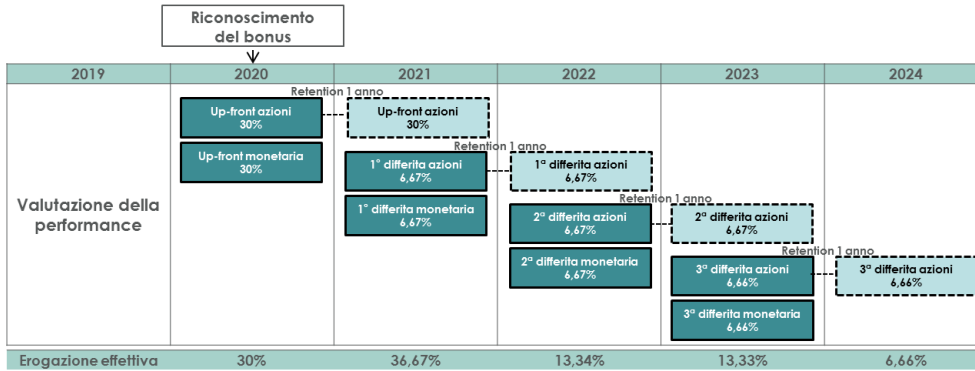 Riconoscimento
del bonus
2019 2020 2021 2022 2023 2024
Retention 1 anno
Up-front azioni
30%
Up-front azioni
30%
Retention 1 anno
Up-front monetaria
30%
1° differita azioni
6,67%
1ª differita azioni
6,67%
Valutazione della
performance
Retention 1 anno
1° differita monetaria
6,67%
2ª differita azioni
6,67%
2ª differita azioni
6,67%
Retention 1 anno
2ª differita monetaria
6,67%
3ª differita azioni
6,66%
3ª differita azioni
6,66%
3ª differita monetaria
6,66%
Erogazione effettiva 30% 36,67% 13,34% 13,33% 6,66%